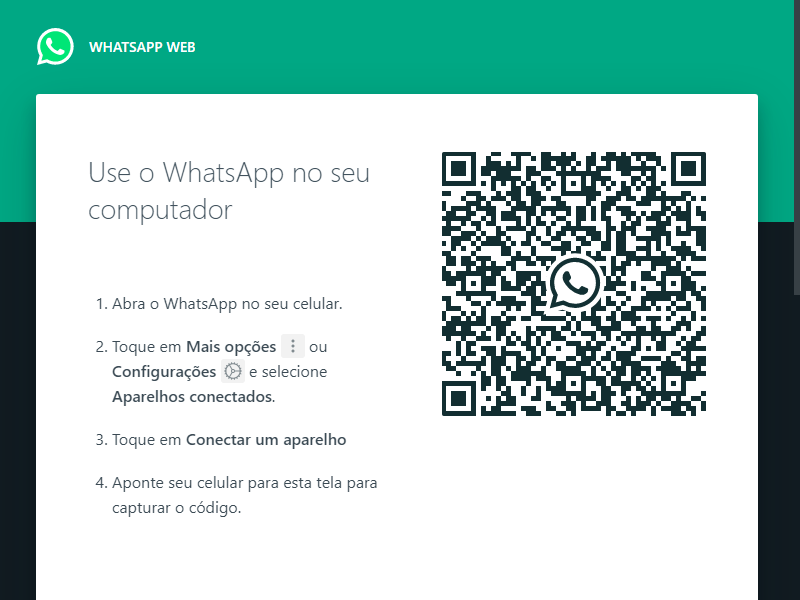 WHATSAPP WEB
Use o WhatsApp no seu
computador
1. Abra o WhatsApp no seu celular.
2. Toque em Mais opções ou
Configurações e selecione
Aparelhos conectados.
3. Toque em Conectar um aparelho
4. Aponte seu celular para esta tela para
capturar o código.